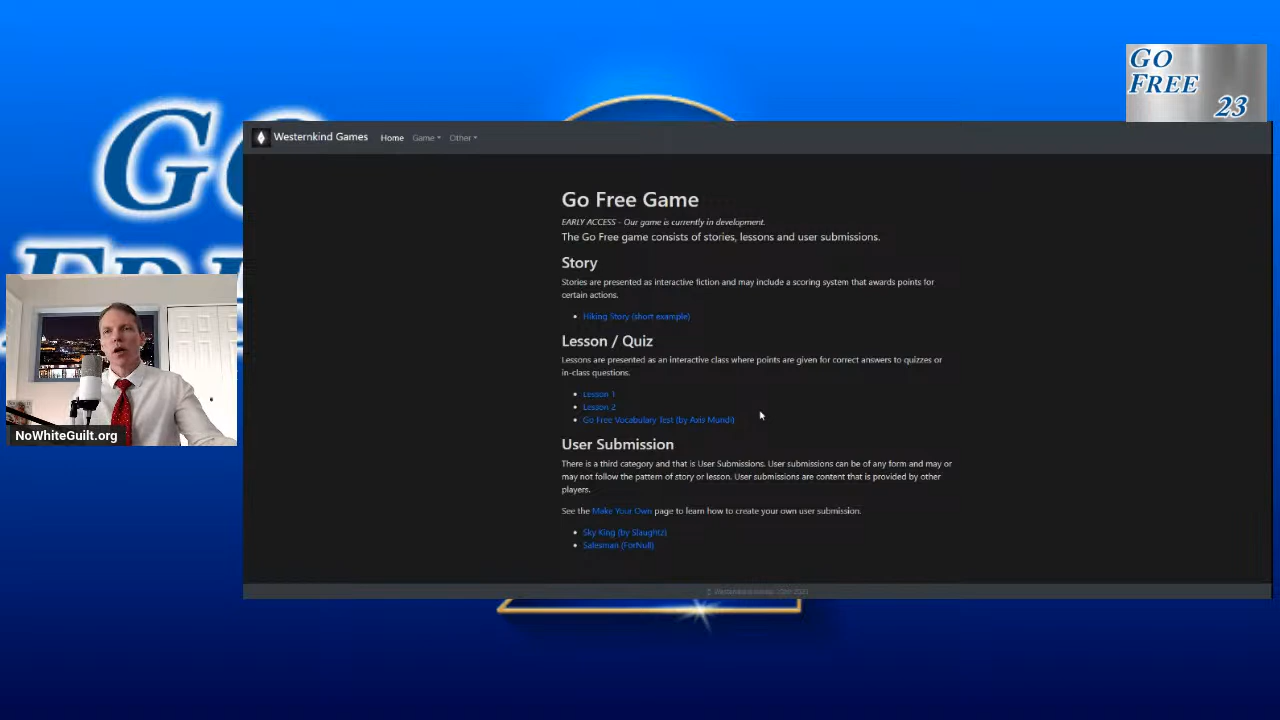 GO
FREE
23
GO
FREE
Westernkind Games Home Game Other
Go Free Game
EARLY ACCESS - Our game is currently in development.
The Go Free game consists of stories, lessons and user submissions.
Story
Stories are presented as interactive fiction and may include a scoring system that awards points for
certain actions.
Hiking Story (short example)
Lesson / Quiz
Lessons are presented as an interactive class where points are given for correct answers to quizzes or
in-class questions.
Lesson 1
Lesson 2
Go Free Vocabulary Test (by Axis Mundi)
NoWhiteGuilt.org
User Submission
There is a third category and that is User Submissions. User submissions can be of any form and may or
may not follow the pattern of story or lesson. User submissions are content that is provided by other
players.
See the Make Your Own page to learn how to create your own user submission.
Sky King (by Slaughtz)
Salesman (ForNull)